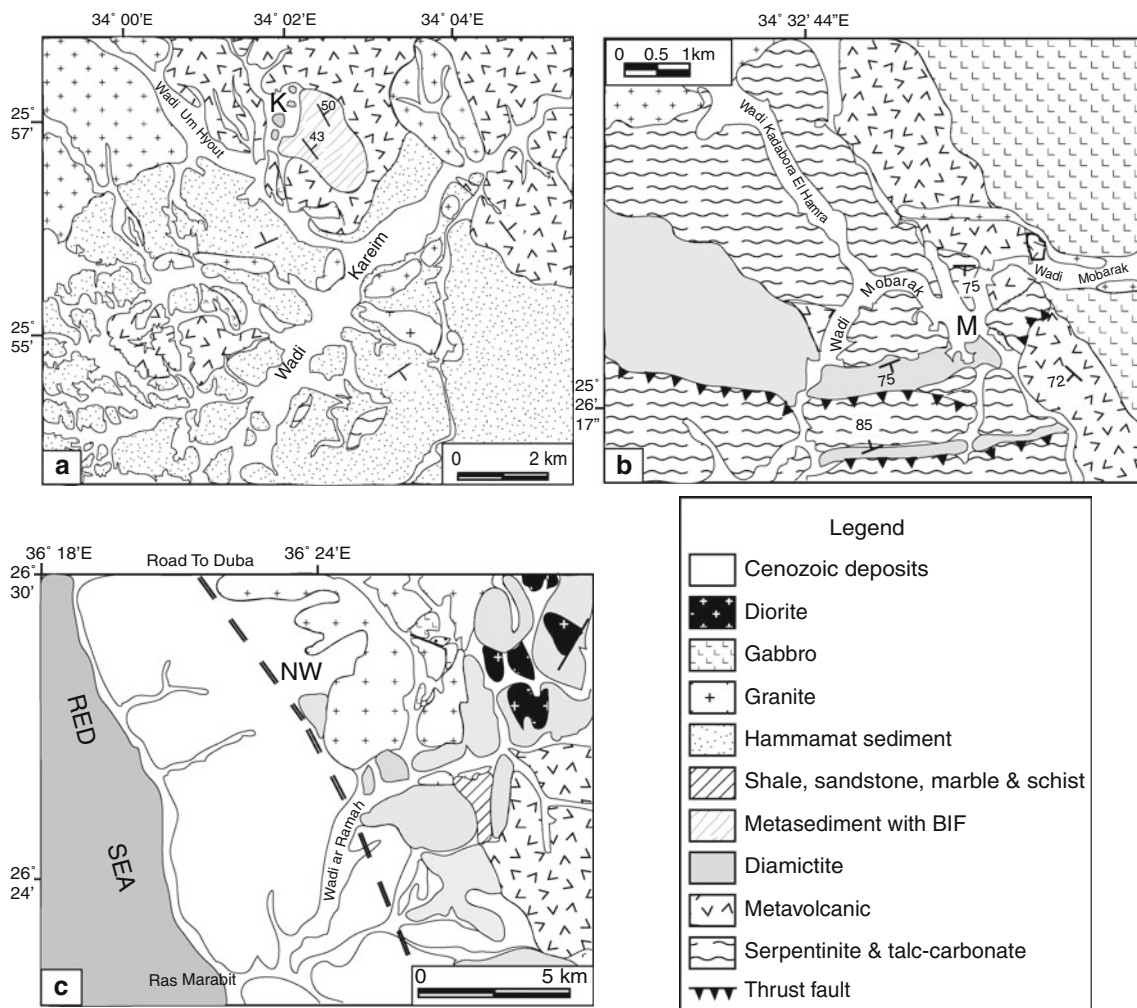 34° 00' 34° 02' 34° 04'
25°
57'
25°
55'
Wadi Um Hyout
K
50
43
Kareim
Wadi
a
0 2 km
34° 32' 44"
0 0.5 1km
Wadi Kadabora El Hamra
Wadi Mobarak
75
Wadi Mobarak
M
75
72
85
25°
26'
17"
b
36° 18'E Road To Duba 36° 24'E
26°
30'
NW
RED SEA
Wadi ar Ramah
26°
24'
Ras Marabit
c
0 5 km
Legend
Cenozoic deposits
Diorite
Gabbro
Granite
Hammamat sediment
Shale, sandstone, marble & schist
Metasediment with BIF
Diamictite
Metavolcanic
Serpentinite & talc-carbonate
Thrust fault